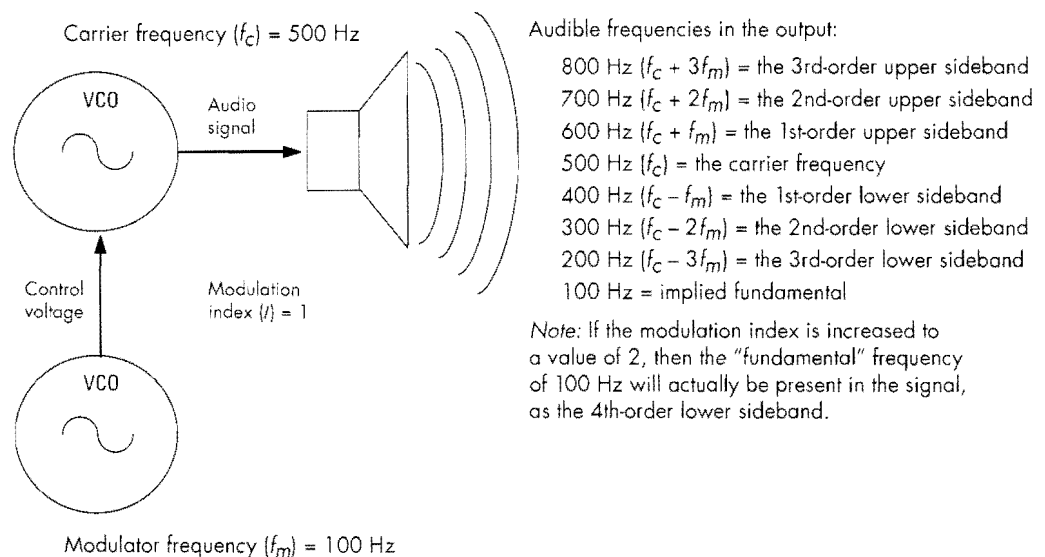 Carrier frequency (fc) = 500 Hz
VCO
Audio
signal
Control
voltage
Modulation
index (I) = 1
VCO
Modulator frequency (fm) = 100 Hz
Audible frequencies in the output:
800 Hz (fc + 3fm) = the 3rd-order upper sideband
700 Hz (fc + 2fm) = the 2nd-order upper sideband
600 Hz (fc + fm) = the 1st-order upper sideband
500 Hz (fc) = the carrier frequency
400 Hz (fc – fm) = the 1st-order lower sideband
300 Hz (fc – 2fm) = the 2nd-order lower sideband
200 Hz (fc – 3fm) = the 3rd-order lower sideband
100 Hz = implied fundamental
Note: If the modulation index is increased to
a value of 2, then the “fundamental” frequency
of 100 Hz will actually be present in the signal,
as the 4th-order lower sideband.